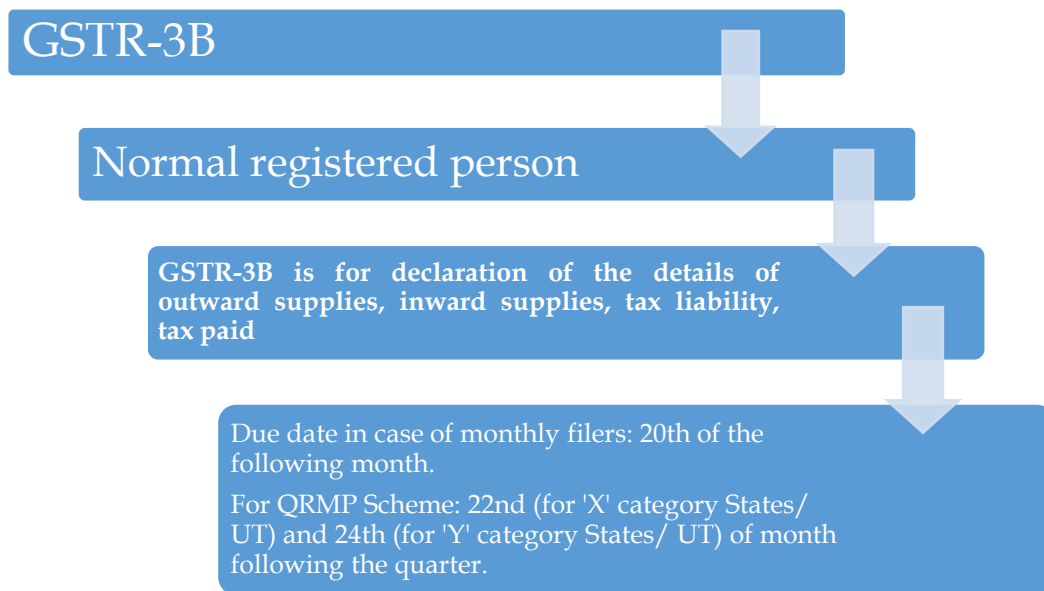 GSTR-3B
Normal registered person
GSTR-3B is for declaration of the details of
outward supplies, inward supplies, tax liability,
tax paid
Due date in case of monthly filers: 20th of the
following month.
For QRMP Scheme: 22nd (for 'X' category States/
UT) and 24th (for 'Y' category States/ UT) of month
following the quarter.